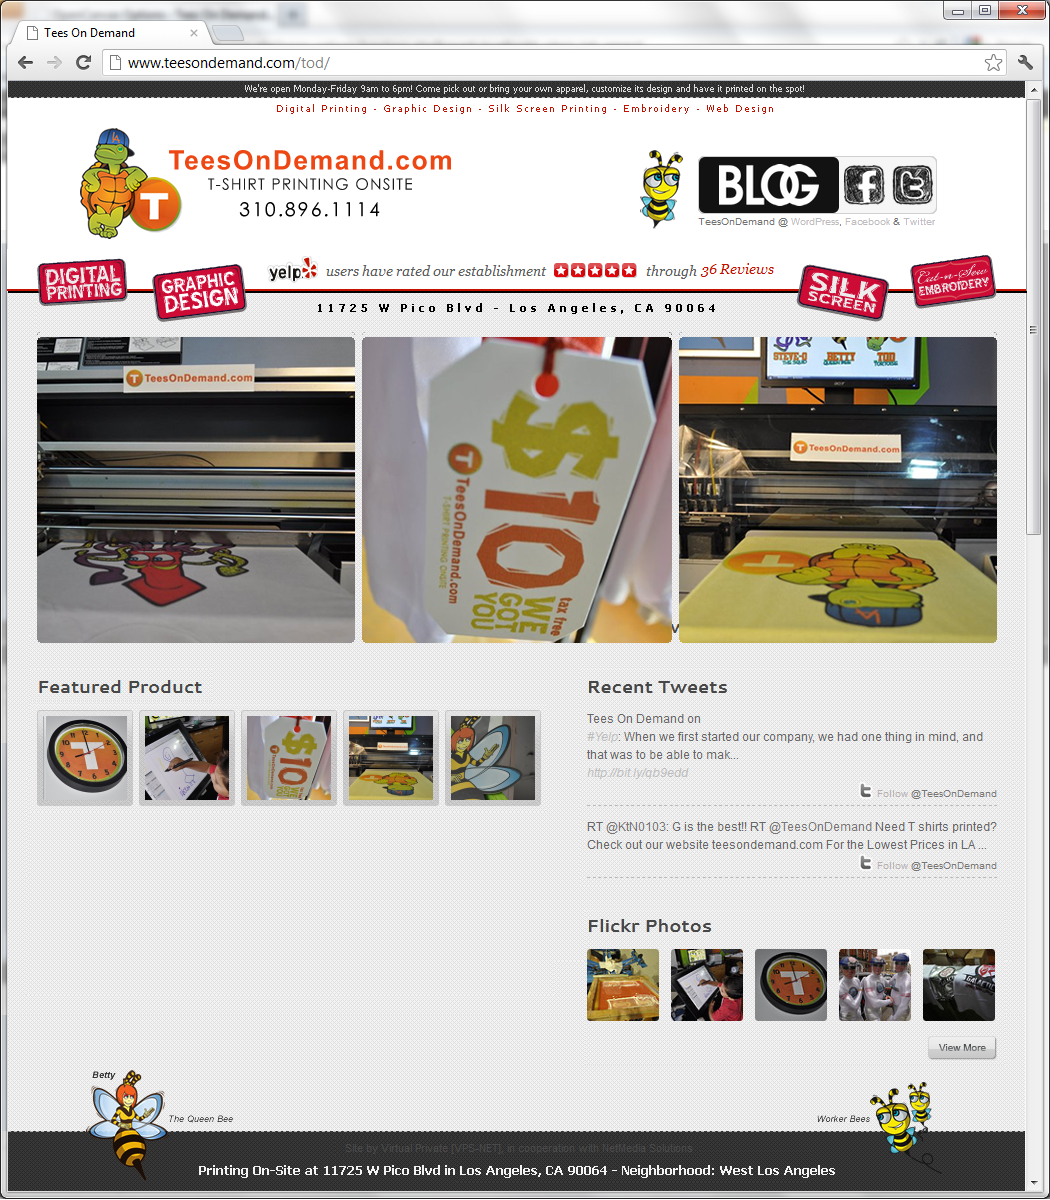 Tees On Demand
www.teesondemand.com/tod/
We're open Monday-Friday 9am to 6pm! Come pick out or bring your own apparel, customize its design and have it printed on the spot!
Digital Printing - Graphic Design - Silk Screen Printing - Embroidery - Web Design
TeesOnDemand.com
T-SHIRT PRINTING ONSITE
310.896.1114
T
BLOG
TeesOnDemand @ WordPress, Facebook & Twitter
DIGITAL
PRINTING
GRAPHIC
DESIGN
yelp
users have rated our establishment
through 36 Reviews
SILK
SCREEN
Cut-n-Sew
EMBROIDERY
11725 W Pico Blvd - Los Angeles, CA 90064
T TeesOnDemand.com
$10
T TeesOnDemand.com
T-SHIRT PRINTING ONSITE
tax free
WE
GOT
YOU
STEVE-O
BETTY
QUEEN BEE
TOD
TORTOISE
acer
T TeesOnDemand.com
Featured Product
Recent Tweets
Tees On Demand on
#Yelp: When we first started our company, we had one thing in mind, and
that was to be able to mak...
http://bit.ly/qb9edd
Follow @TeesOnDemand
RT @KtN0103: G is the best!! RT @TeesOnDemand Need T shirts printed?
Check out our website teesondemand.com For the Lowest Prices in LA ...
Follow @TeesOnDemand
Flickr Photos
View More
Betty
The Queen Bee
Worker Bees
Site by Virtual Private [VPS-NET], in cooperation with NetMedia Solutions
Printing On-Site at 11725 W Pico Blvd in Los Angeles, CA 90064 - Neighborhood: West Los Angeles